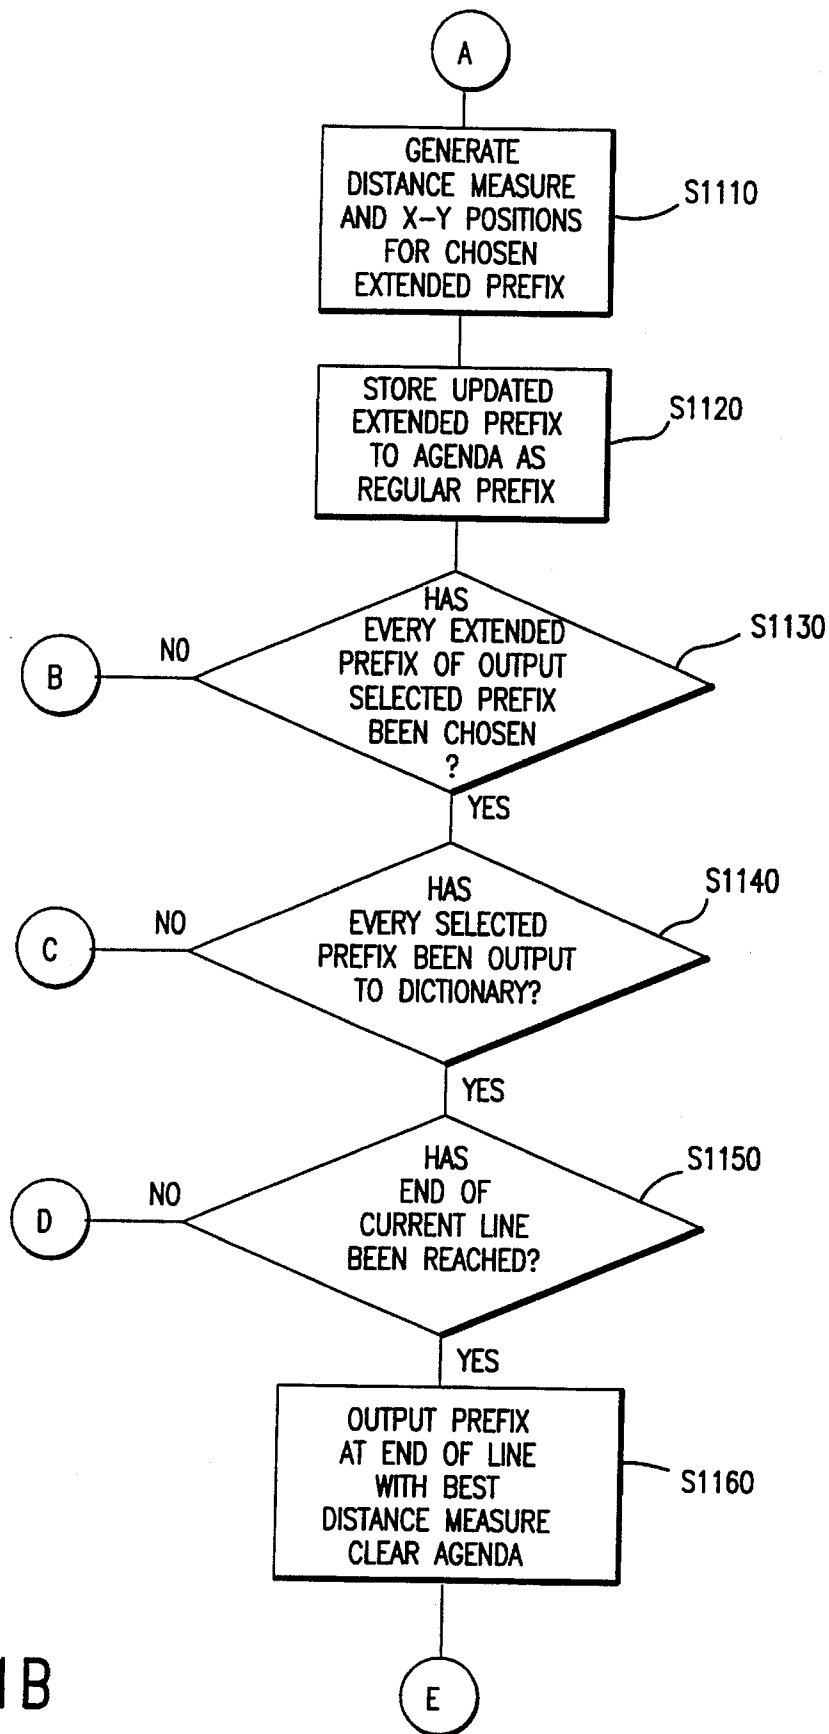 A
GENERATE
DISTANCE MEASURE
AND X-Y POSITIONS
FOR CHOSEN
EXTENDED PREFIX
S1110
STORE UPDATED
EXTENDED PREFIX
TO AGENDA AS
REGULAR PREFIX
S1120
HAS
EVERY EXTENDED
PREFIX OF OUTPUT
SELECTED PREFIX
BEEN CHOSEN
?
S1130
NO
B
YES
HAS
EVERY SELECTED
PREFIX BEEN OUTPUT
TO DICTIONARY?
S1140
NO
C
YES
HAS
END OF
CURRENT LINE
BEEN REACHED?
S1150
NO
D
YES
OUTPUT PREFIX
AT END OF LINE
WITH BEST
DISTANCE MEASURE
CLEAR AGENDA
S1160
E
1B